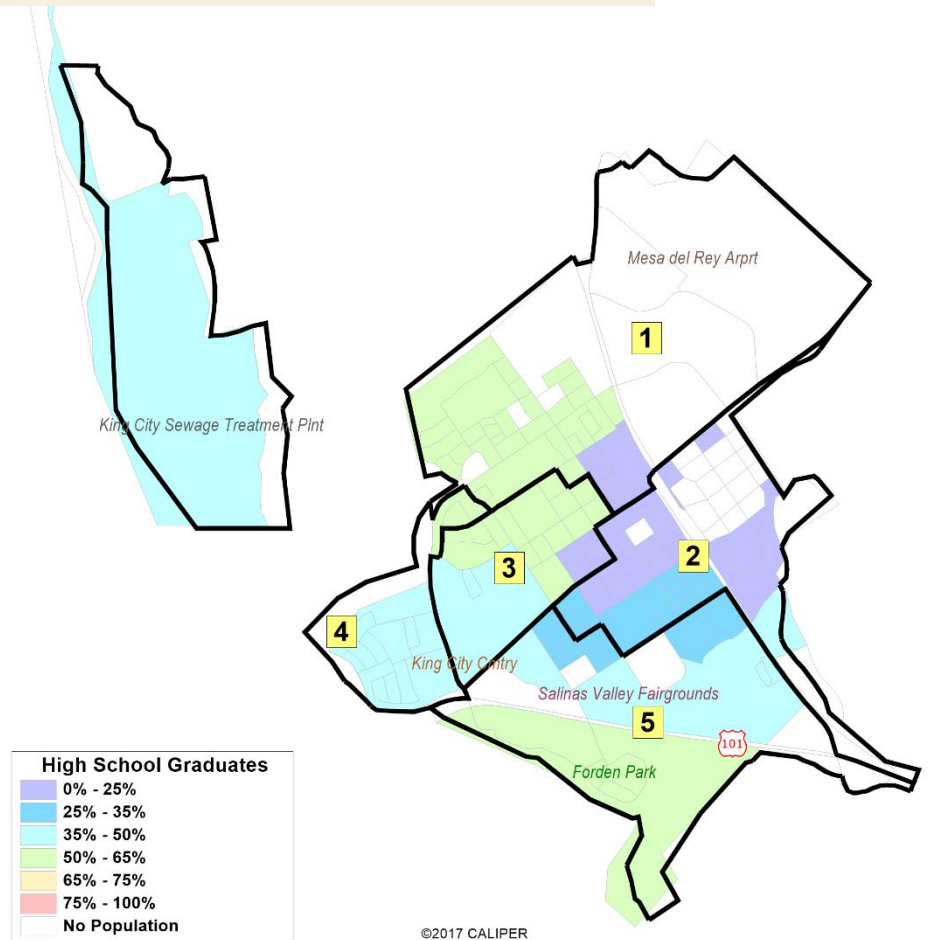 Mesa del Rey Arprt
1
King City Sewage Treatment Plnt
2
3
4
King City Cmtry
Salinas Valley Fairgrounds
5
101
Forden Park
High School Graduates
0% - 25%
25% - 35%
35% - 50%
50% - 65%
65% - 75%
75% - 100%
No Population
©2017 CALIPER